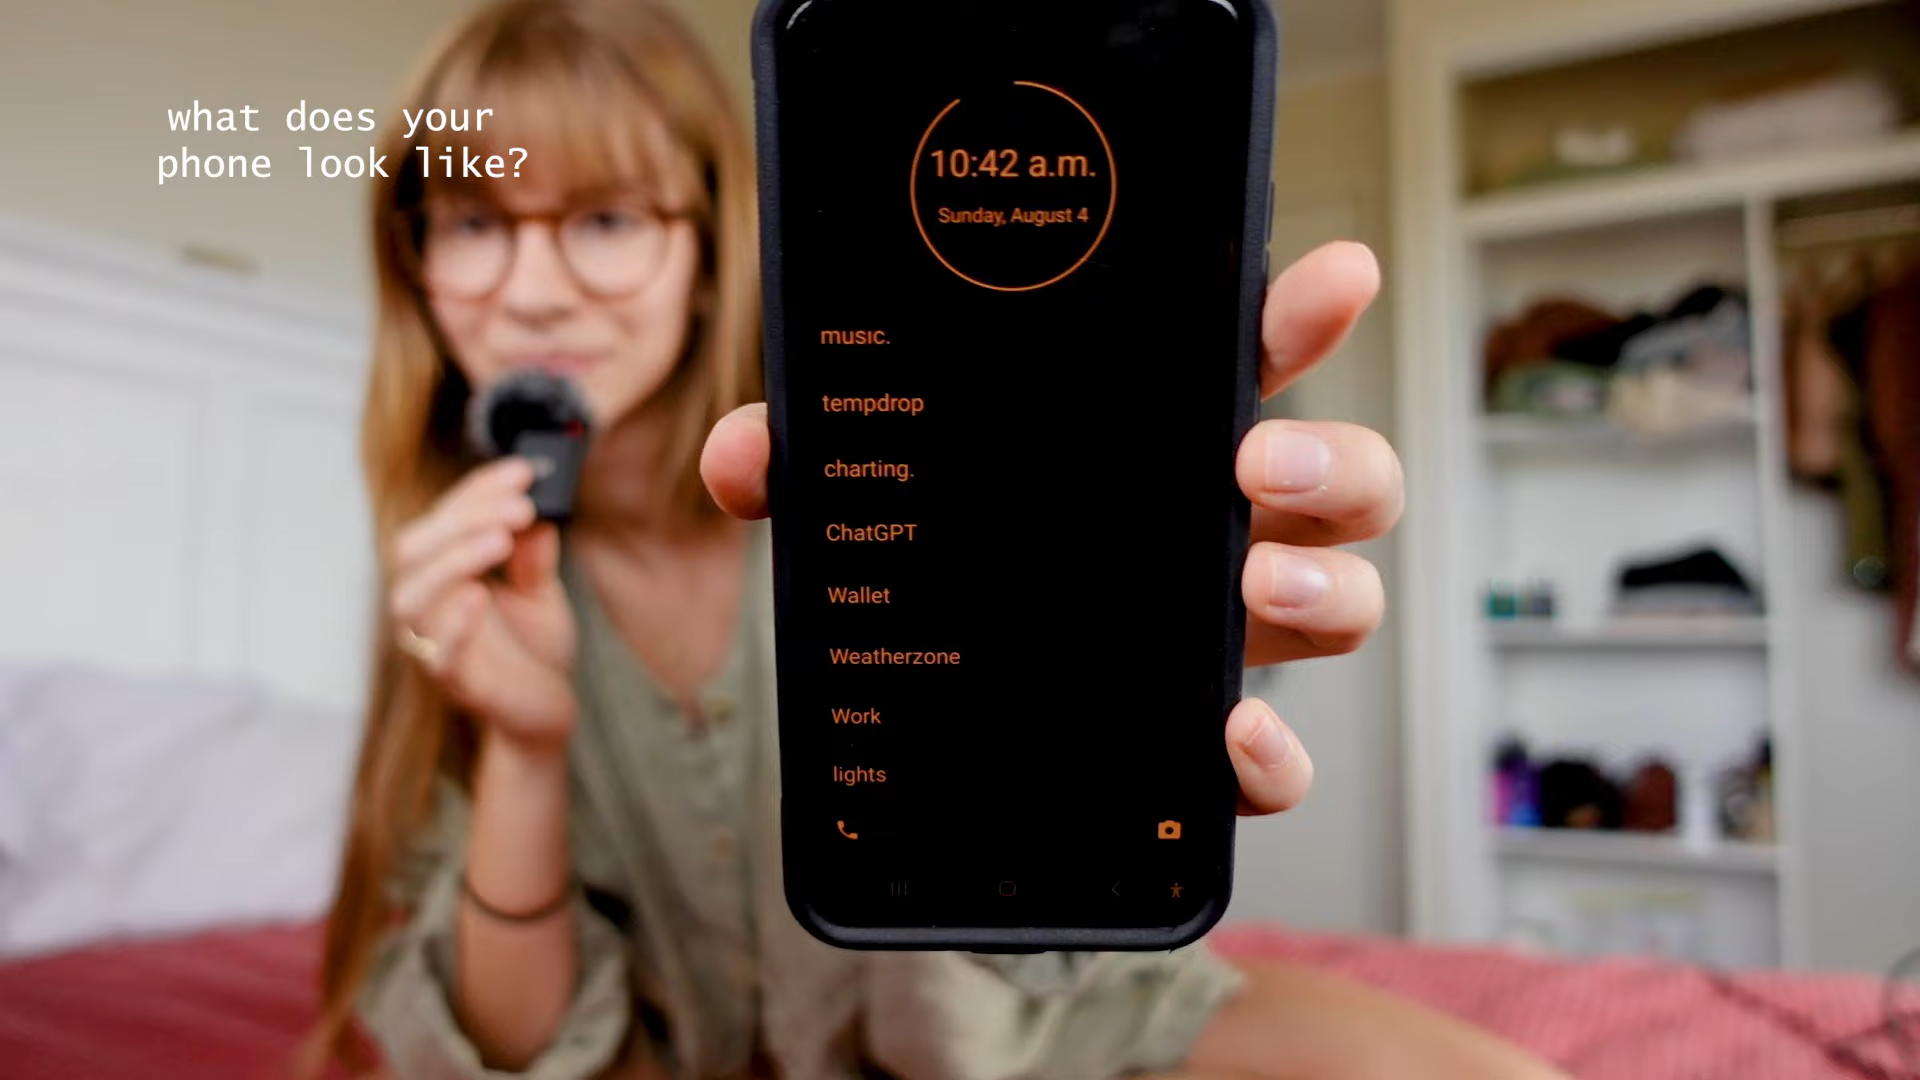 what does your
phone look like?
10:42 a.m.
Sunday, August 4
music.
tempdrop
charting.
ChatGPT
Wallet
Weatherzone
Work
lights